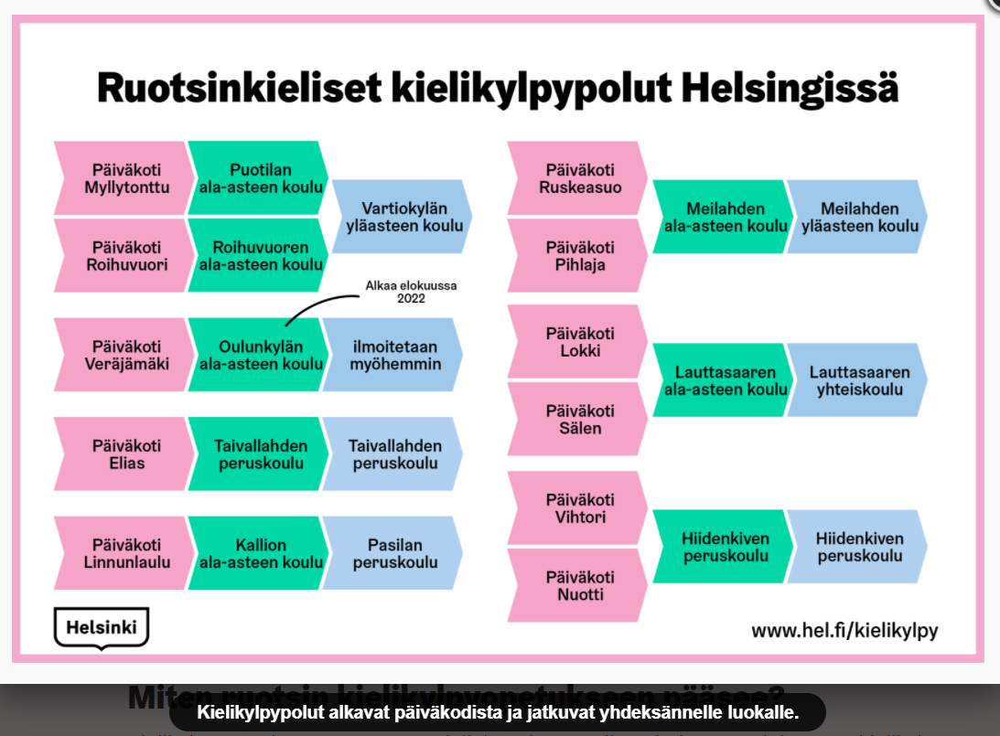 Ruotsinkieliset kielikylpypolut Helsingissä
Päiväkoti
Myllytonttu
Puotilan
ala-asteen koulu
Päiväkoti
Roihuvuori
Roihuvuoren
ala-asteen koulu
Vartiokylän
yläasteen koulu
Alkaa elokuussa
2022
Päiväkoti
Veräjämäki
Oulunkylän
ala-asteen koulu
ilmoitetaan
myöhemmin
Päiväkoti
Elias
Taivallahden
peruskoulu
Taivallahden
peruskoulu
Päiväkoti
Linnunlaulu
Kallion
ala-asteen koulu
Pasilan
peruskoulu
Päiväkoti
Ruskeasuo
Päiväkoti
Pihlaja
Meilahden
ala-asteen koulu
Meilahden
yläasteen koulu
Päiväkoti
Lokki
Päiväkoti
Sälen
Lauttasaaren
ala-asteen koulu
Lauttasaaren
yhteiskoulu
Päiväkoti
Vihtori
Päiväkoti
Nuotti
Hiidenkiven
peruskoulu
Hiidenkiven
peruskoulu
Helsinki
www.hel.fi/kielikylpy
Miten ruotsin kielikylpyopetukseen pääsee?
Kielikylpypolut alkavat päiväkodista ja jatkuvat yhdeksännelle luokalle.